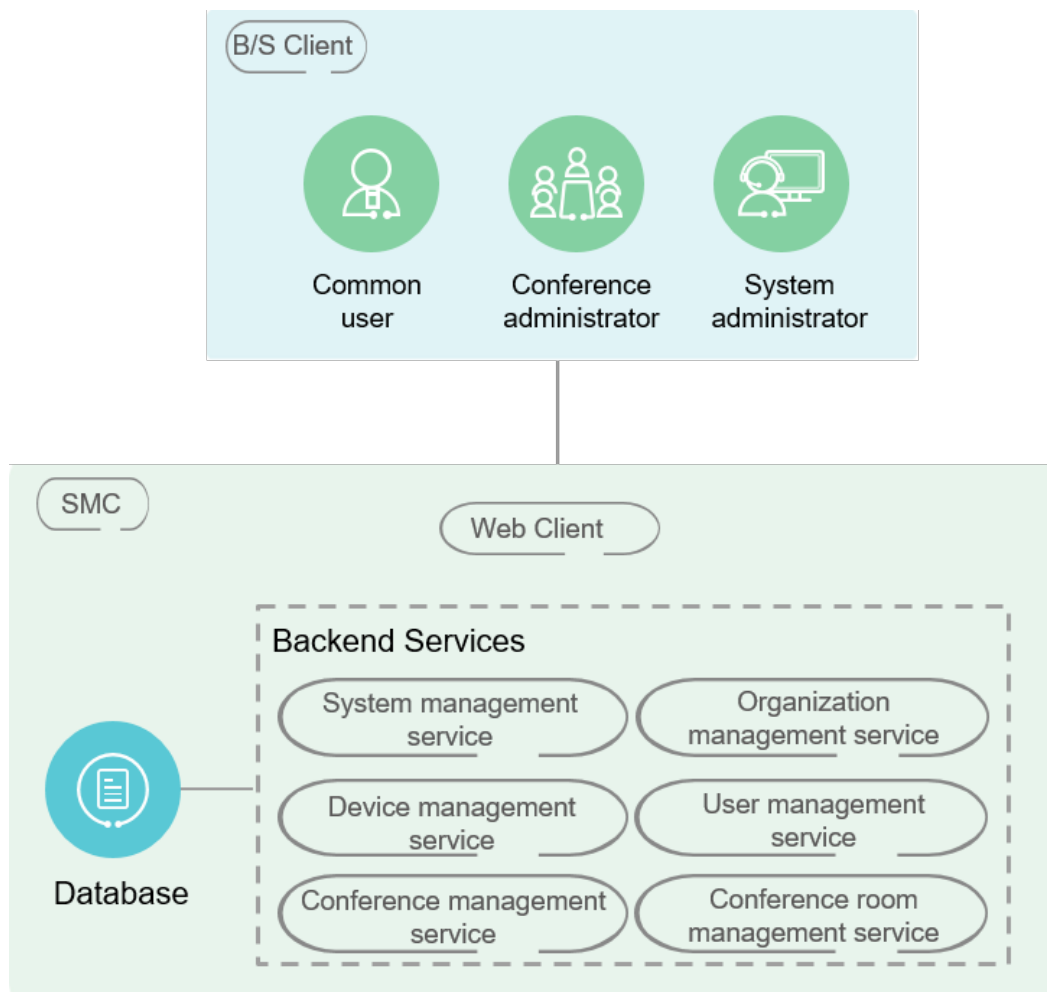 B/S Client
Common
user
Conference
administrator
System
administrator
SMC
Web Client
Backend Services
System management
service
Organization
management service
Device management
service
User management
service
Conference management
service
Conference room
management service
Database